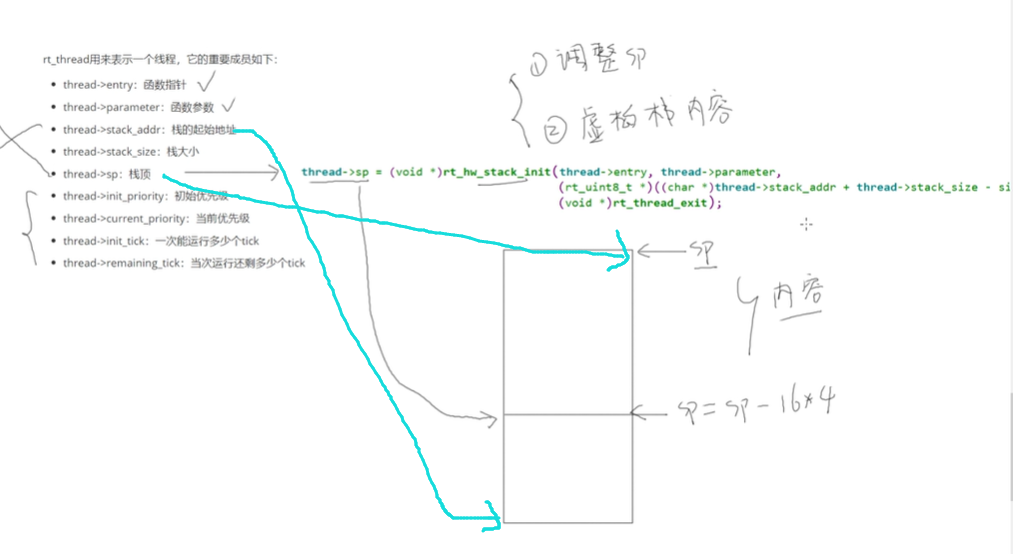 rt_thread用来表示一个线程，它的重要成员如下：
• thread->entry：函数指针
• thread->parameter：函数参数
• thread->stack_addr：栈的起始地址
• thread->stack_size：栈大小
• thread->sp：栈顶
• thread->init_priority：初始优先级
• thread->current_priority：当前优先级
• thread->init_tick：一次能运行多少个tick
• thread->remaining_tick：当次运行还剩多少个tick
① 调整sp
② 虚构栈内容
thread->sp = (void *)rt_hw_stack_init(thread->entry, thread->parameter,
(rt_uint8_t *)((char *)thread->stack_addr + thread->stack_size - si
(void *)rt_thread_exit);
sp
内容
sp=sp-16*4